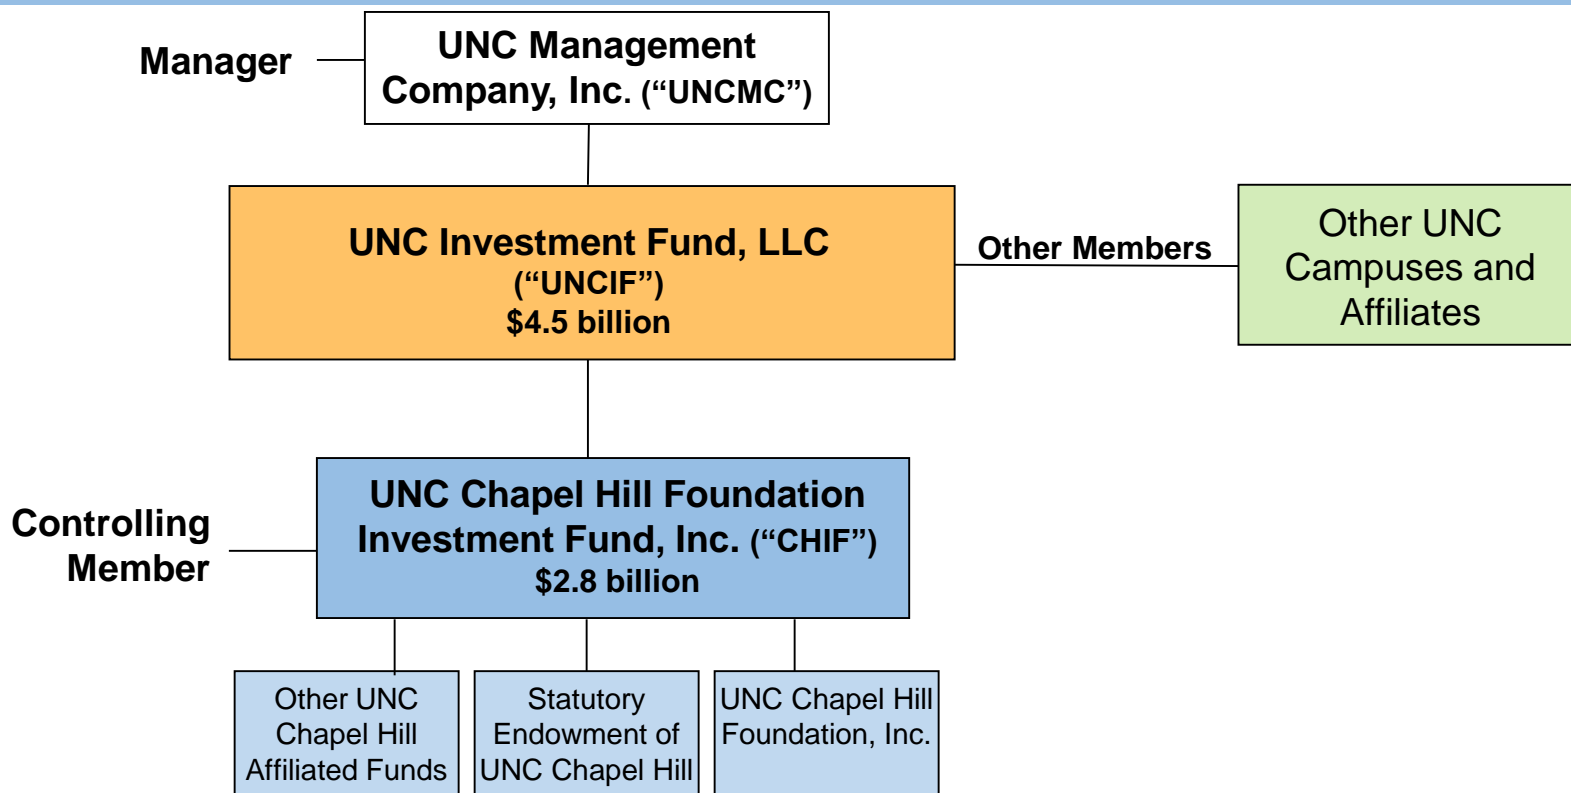 Manager
UNC Management
Company, Inc. (“UNCMC”)
UNC Investment Fund, LLC
(“UNCIF”)
$4.5 billion
Other Members
Other UNC
Campuses and
Affiliates
Controlling
Member
UNC Chapel Hill Foundation
Investment Fund, Inc. (“CHIF”)
$2.8 billion
Other UNC
Chapel Hill
Affiliated Funds
Statutory
Endowment of
UNC Chapel Hill
UNC Chapel Hill
Foundation, Inc.